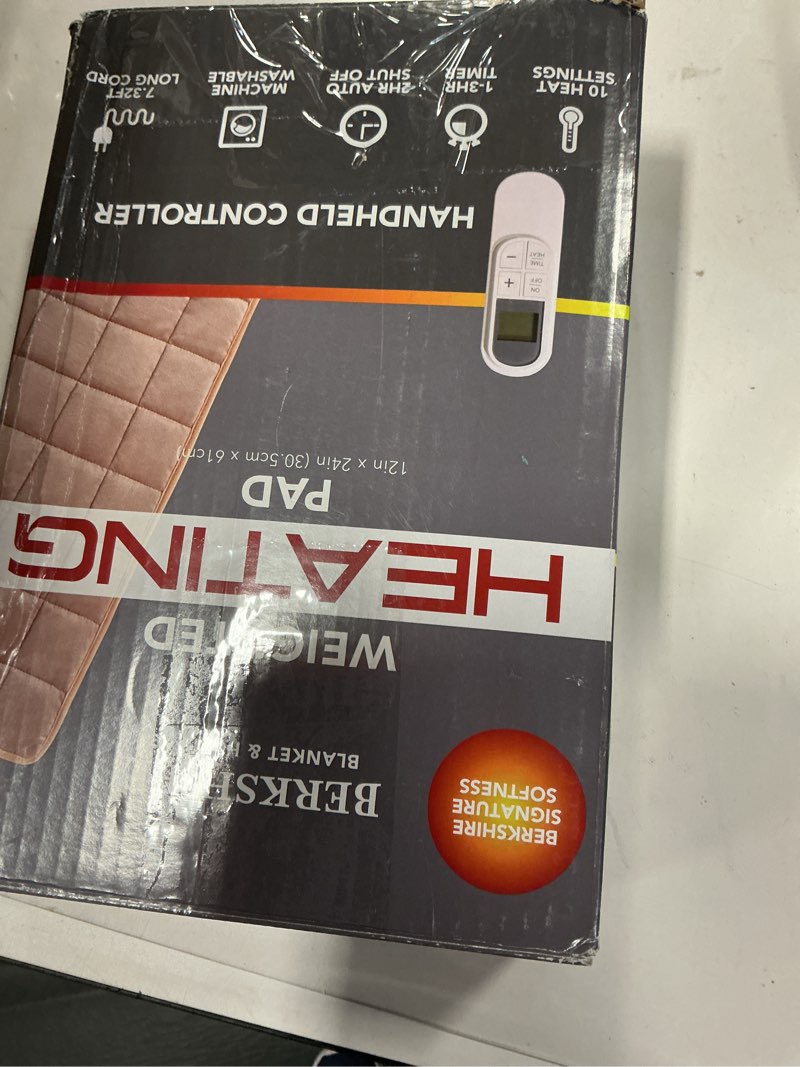 BERKSHIRE
SIGNATURE
SOFTNESS
BLANKET &
WEIGHTED
HEATING
PAD
12in x 24in (30.5cm x 61cm)
ON
OFF
+
TIME
HEAT
-
HANDHELD CONTROLLER
10 HEAT
SETTINGS
1-3HR
TIMER
2HR AUTO
SHUT OFF
MACHINE
WASHABLE
7.32FT
LONG CORD